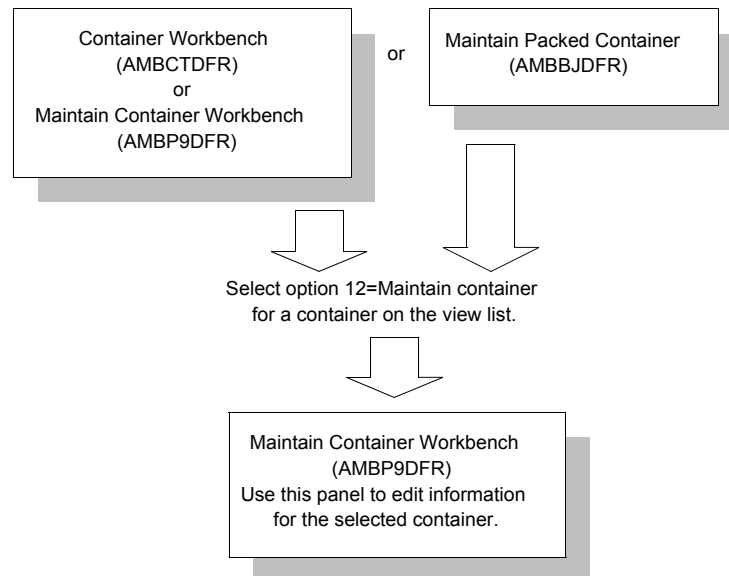 Container Workbench
(AMBCTDFR)
or
Maintain Container Workbench
(AMBP9DFR)
or
Maintain Packed Container
(AMBBJDFR)
Select option 12=Maintain container
for a container on the view list.
Maintain Container Workbench
(AMBP9DFR)
Use this panel to edit information
for the selected container.